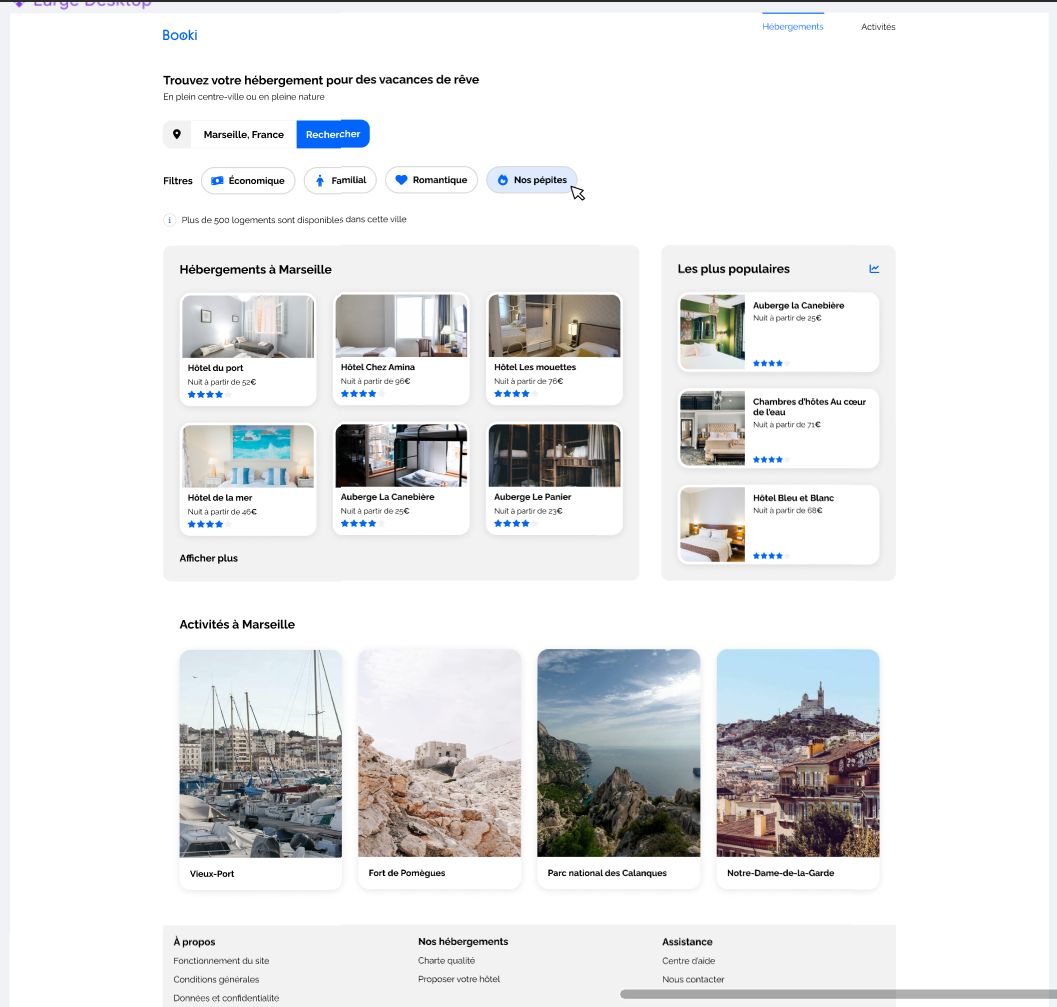 Large Desktop
Booki
Hébergements
Activités
Trouvez votre hébergement pour des vacances de rêve
En plein centre-ville ou en pleine nature
Marseille, France
Rechercher
Filtres
Économique
Familial
Romantique
Nos pépites
Plus de 500 logements sont disponibles dans cette ville
Hébergements à Marseille
Hôtel du port
Nuit à partir de 52€
Hôtel Chez Amina
Nuit à partir de 96€
Hôtel Les mouettes
Nuit à partir de 76€
Hôtel de la mer
Nuit à partir de 46€
Auberge La Canebière
Nuit à partir de 25€
Auberge Le Panier
Nuit à partir de 23€
Afficher plus
Les plus populaires
Auberge la Canebière
Nuit à partir de 25€
Chambres d'hôtes Au cœur
de l'eau
Nuit à partir de 71€
Hôtel Bleu et Blanc
Nuit à partir de 68€
Activités à Marseille
Vieux-Port
Fort de Pomègues
Parc national des Calanques
Notre-Dame-de-la-Garde
À propos
Fonctionnement du site
Conditions générales
Données et confidentialité
Nos hébergements
Charte qualité
Proposer votre hôtel
Assistance
Centre d'aide
Nous contacter